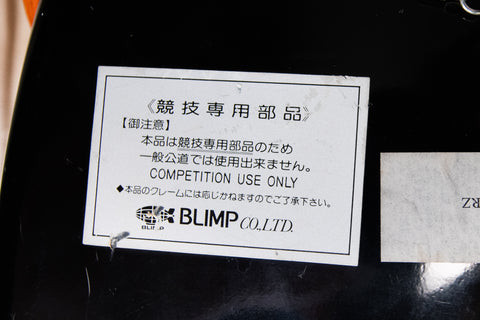 《競技専用部品》
【御注意】
本品は競技専用部品のため
一般公道では使用出来ません。
COMPETITION USE ONLY
◆本品のクレームには応じかねますのでご了承下さい。
BLIMP BLIMP CO.,LTD.
RZ